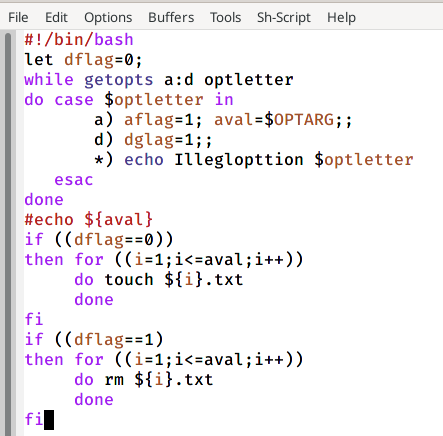 File Edit Options Buffers Tools Sh-Script Help
#!/bin/bash
let dflag=0;
while getopts a:d optletter
do case $optletter in
       a) aflag=1; aval=$OPTARG;;
       d) dglag=1;;
       *) echo Illeglopttion $optletter
   esac
done
#echo ${aval}
if ((dflag==0))
then for ((i=1;i<=aval;i++))
     do touch ${i}.txt
     done
fi
if ((dflag==1)
then for ((i=1;i<=aval;i++))
     do rm ${i}.txt
     done
fi